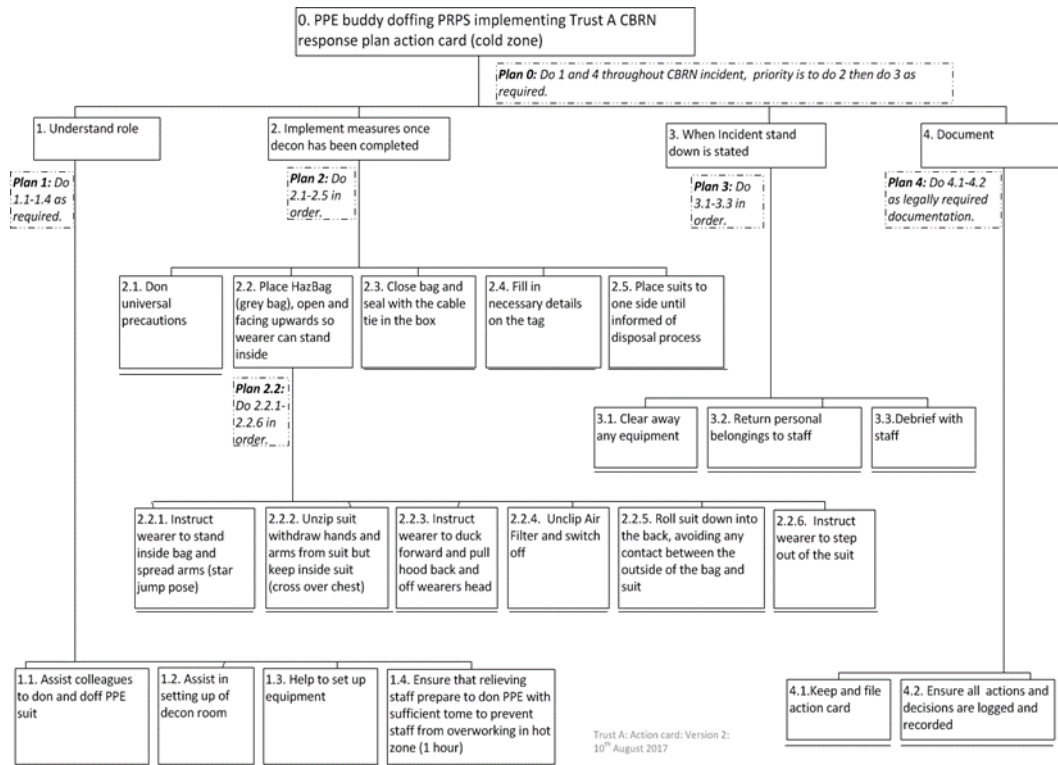 0. PPE buddy doffing PRPS implementing Trust A CBRN
response plan action card (cold zone)
Plan 0: Do 1 and 4 throughout CBRN incident, priority is to do 2 then do 3 as
required.
1. Understand role
2. Implement measures once
decon has been completed
3. When Incident stand
down is stated
4. Document
Plan 1: Do
1.1-1.4 as
required.
Plan 2: Do
2.1-2.5 in
order.
Plan 3: Do
3.1-3.3 in
order.
Plan 4: Do 4.1-4.2
as legally required
documentation.
2.1. Don
universal
precautions
2.2. Place HazBag
(grey bag), open and
facing upwards so
wearer can stand
inside
2.3. Close bag and
seal with the cable
tie in the box
2.4. Fill in
necessary details
on the tag
2.5. Place suits to
one side until
informed of
disposal process
Plan 2.2:
Do 2.2.1-
2.2.6 in
order.
3.1. Clear away
any equipment
3.2. Return personal
belongings to staff
3.3.Debrief with
staff
2.2.1. Instruct
wearer to stand
inside bag and
spread arms (star
jump pose)
2.2.2. Unzip suit
withdraw hands and
arms from suit but
keep inside suit
(cross over chest)
2.2.3. Instruct
wearer to duck
forward and pull
hood back and
off wearers head
2.2.4. Unclip Air
Filter and switch
off
2.2.5. Roll suit down into
the back, avoiding any
contact between the
outside of the bag and
suit
2.2.6. Instruct
wearer to step
out of the suit
1.1. Assist colleagues
to don and doff PPE
suit
1.2. Assist in
setting up of
decon room
1.3. Help to set up
equipment
1.4. Ensure that relieving
staff prepare to don PPE with
sufficient tome to prevent
staff from overworking in hot
zone (1 hour)
4.1.Keep and file
action card
4.2. Ensure all actions and
decisions are logged and
recorded
Trust A: Action card: Version 2:
10th August 2017